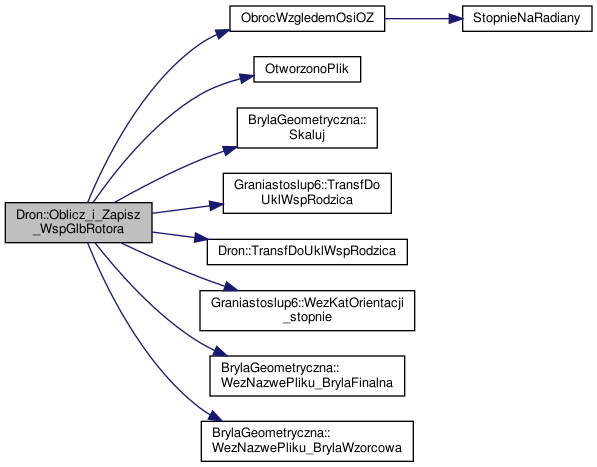 ObrocWzgledemOsiOZ
StopnieNaRadiany
OtworzonoPlik
BrylaGeometryczna::
Skaluj
Graniastoslup6::TransfDo
UklWspRodzica
Dron::Oblicz_i_Zapisz
_WspGlbRotora
Dron::TransfDoUklWspRodzica
Graniastoslup6::WezKatOrientacji
_stopnie
BrylaGeometryczna::
WezNazwePliku_BrylaFinalna
BrylaGeometryczna::
WezNazwePliku_BrylaWzorcowa